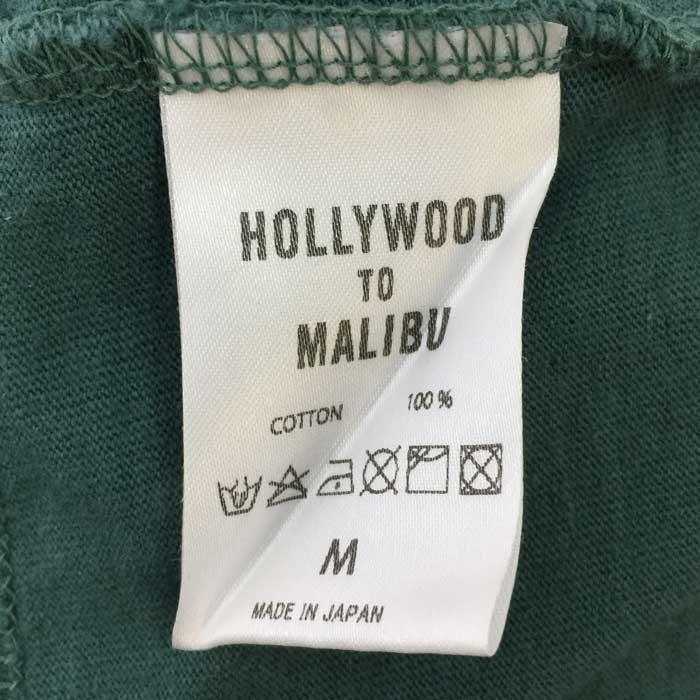 HOLLYWOOD
TO
MALIBU
COTTON 100 %
M
MADE IN JAPAN